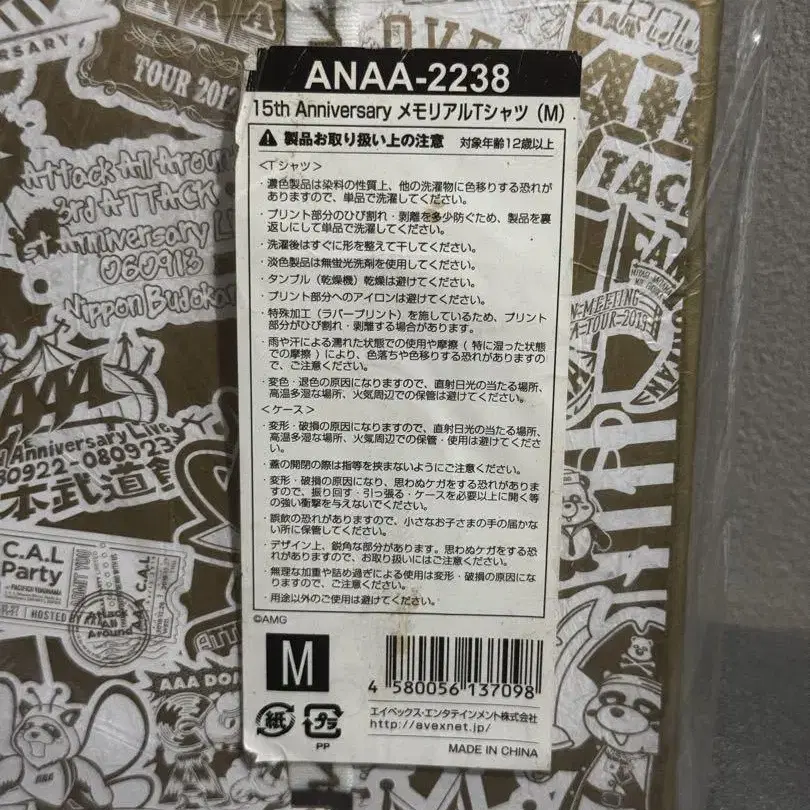 ANAA-2238
15th Anniversary メモリアルTシャツ（M）
製品お取り扱い上の注意 対象年齢12歳以上
<Tシャツ>
・濃色製品は染料の性質上、他の洗濯物に色移りする恐れが
ありますので、単品で洗濯してください。
・プリント部分のひび割れ・剥離を多少防ぐため、製品を裏
返しにして単品で洗濯してください。
・洗濯後はすぐに形を整えて干してください。
・淡色製品は無蛍光洗剤を使用してください。
・タンブル（乾燥機）乾燥は避けてください。
・プリント部分へのアイロンは避けてください。
・特殊加工（ラバープリント）を施しているため、プリント
部分がひび割れ・剥離する場合があります。
・雨や汗による濡れた状態での使用や摩擦（特に湿った状態
での摩擦）により、色落ちや色移りする恐れがありますの
で、ご注意ください。
・変色・退色の原因になりますので、直射日光の当たる場所、
高温多湿な場所、火気周辺での保管は避けてください。
<ケース>
・変形・破損の原因になりますので、直射日光の当たる場所、
高温多湿な場所、火気周辺での保管・使用は避けてくださ
い。
・蓋の開閉の際は指等を挟まないようにご注意ください。
・変形・破損の原因になり、思わぬケガをする恐れがあり
ますので、振り回す・引っ張る・ケースを必要以上に開く等
の強い衝撃を与えないでください。
・誤飲の恐れがありますので、小さなお子さまの手の届かな
い所に保管してください。
・デザイン上、鋭角な部分があります。思わぬケガをする恐
れがありますので、お取り扱いにはご注意ください。
・無理な加重や詰め過ぎによる使用は変形・破損の原因にな
りますので、ご注意ください。
・用途以外のご使用は避けてください。
©AMG
M
4 580056 137098
紙
プラ
PP
エイベックス・エンタテインメント株式会社
http://avexnet.jp/
MADE IN CHINA
AAA
TOUR 2012
Attack All Around
3rd ATTACK
Anniversary
060913
Nippon Budokan
AAA
Anniversary Live
080923
本武道館
C.A.L
Party
HOSTED BY
Attack
All
Around
AAA C.A.L
AAA
MEETING
TOUR-2013
AAA